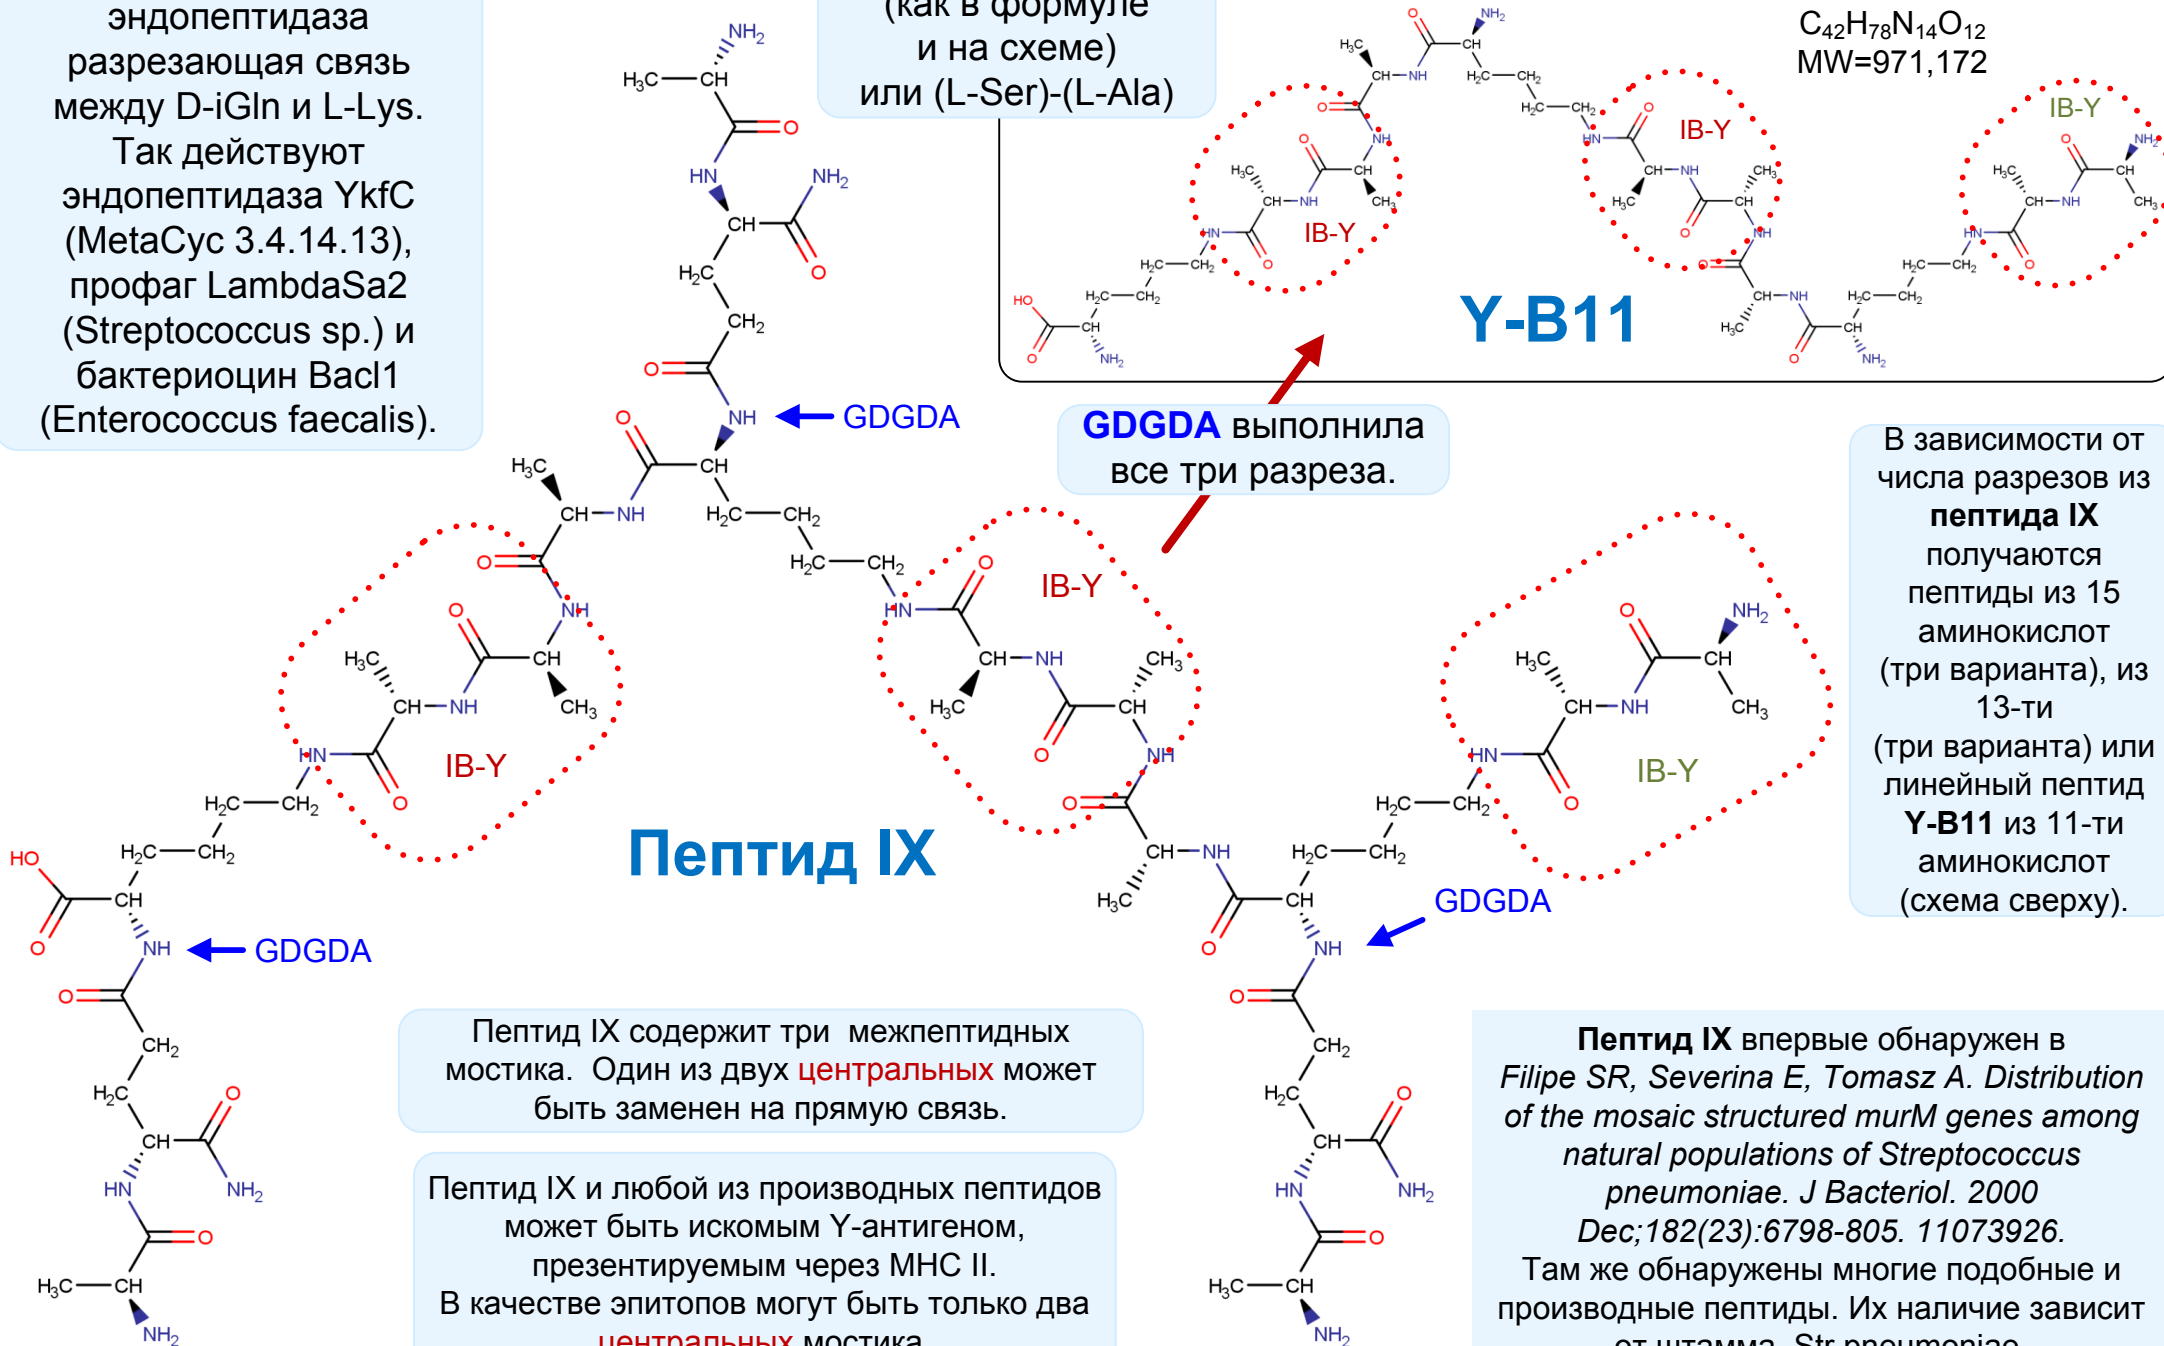 эндопептидаза
разрезающая связь
между D-iGln и L-Lys.
Так действуют
эндопептидаза YkfC
(MetaCyc 3.4.14.13),
профаг LambdaSa2
(Streptococcus sp.) и
бактериоцин Bacl1
(Enterococcus faecalis).
(как в формуле
и на схеме)
или (L-Ser)-(L-Ala)
C42H78N14O12
MW=971,172
IB-Y
IB-Y
IB-Y
Y-B11
GDGDA
GDGDA выполнила
все три разреза.
В зависимости от
числа разрезов из
пептида IX
получаются
пептиды из 15
аминокислот
(три варианта), из
13-ти
(три варианта) или
линейный пептид
Y-B11 из 11-ти
аминокислот
(схема сверху).
IB-Y
IB-Y
IB-Y
Пептид IX
GDGDA
GDGDA
Пептид IX содержит три межпептидных
мостика. Один из двух центральных может
быть заменен на прямую связь.
Пептид IX и любой из производных пептидов
может быть искомым Y-антигеном,
презентируемым через MHC II.
В качестве эпитопов могут быть только два
центральных мостика
Пептид IX впервые обнаружен в
Filipe SR, Severina E, Tomasz A. Distribution
of the mosaic structured murM genes among
natural populations of Streptococcus
pneumoniae. J Bacteriol. 2000
Dec;182(23):6798-805. 11073926.
Там же обнаружены многие подобные и
производные пептиды. Их наличие зависит
от штамма Str.pneumoniae